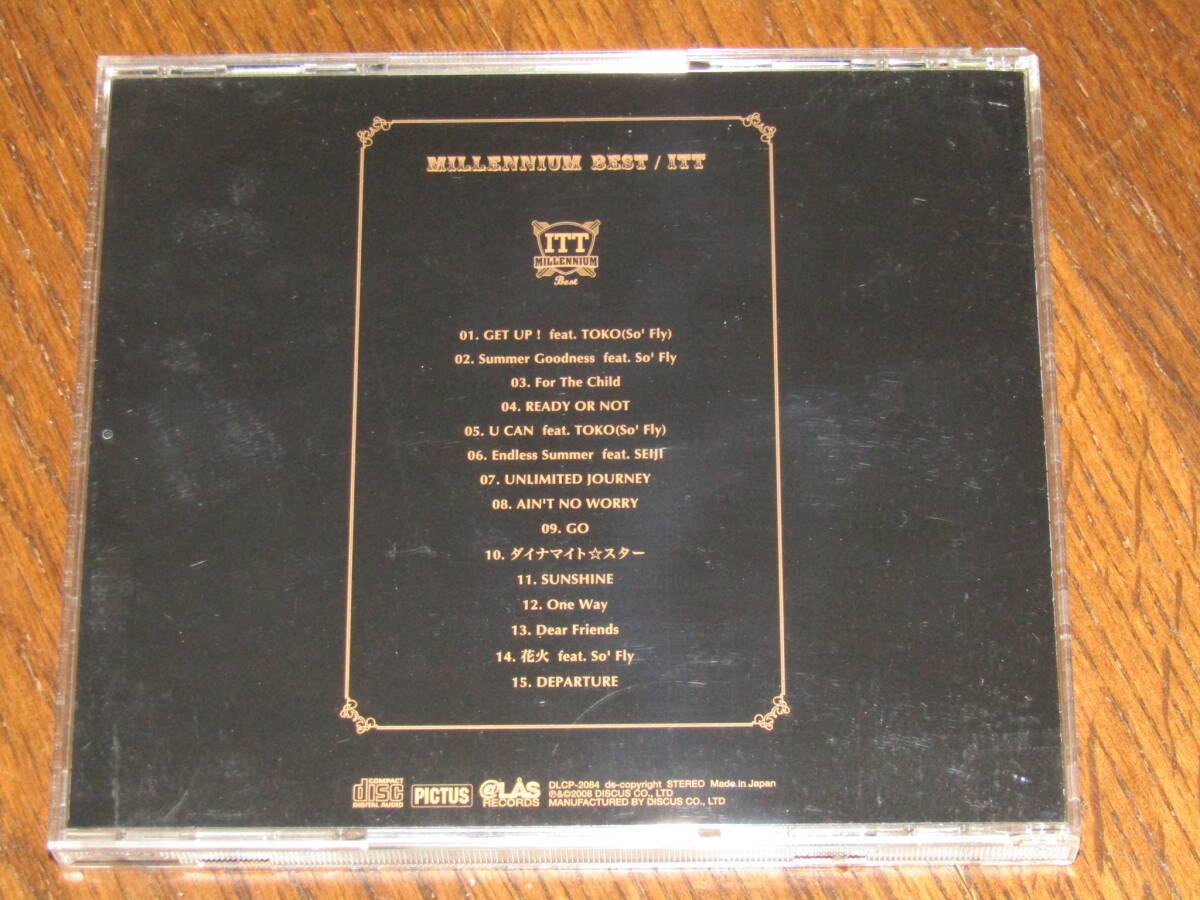 MILLENNIUM BEST / ITT
ITT
MILLENNIUM
Best
01. GET UP! feat. TOKO(So' Fly)
02. Summer Goodness feat. So' Fly
03. For The Child
04. READY OR NOT
05. U CAN feat. TOKO(So' Fly)
06. Endless Summer feat. SEIJI
07. UNLIMITED JOURNEY
08. AIN'T NO WORRY
09. GO
10. ダイナマイト☆スター
11. SUNSHINE
12. One Way
13. Dear Friends
14. 花火 feat. So' Fly
15. DEPARTURE
COMPACT
disc
DIGITAL AUDIO
PICTUS
@LÅS
RECORDS
DLCP-2084 ds-copyright STEREO Made in Japan
℗&©2008 DISCUS CO., LTD
MANUFACTURED BY DISCUS CO., LTD